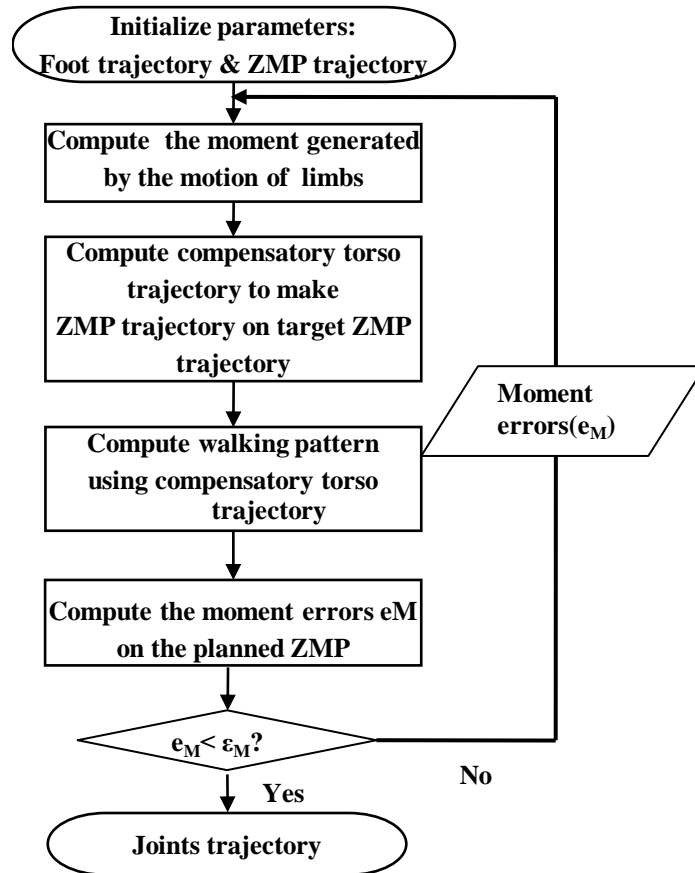 Initialize parameters:
Foot trajectory & ZMP trajectory
Compute the moment generated
by the motion of limbs
Compute compensatory torso
trajectory to make
ZMP trajectory on target ZMP
trajectory
Moment
errors(eM)
Compute walking pattern
using compensatory torso
trajectory
Compute the moment errors eM
on the planned ZMP
eM< εM?
No
Yes
Joints trajectory